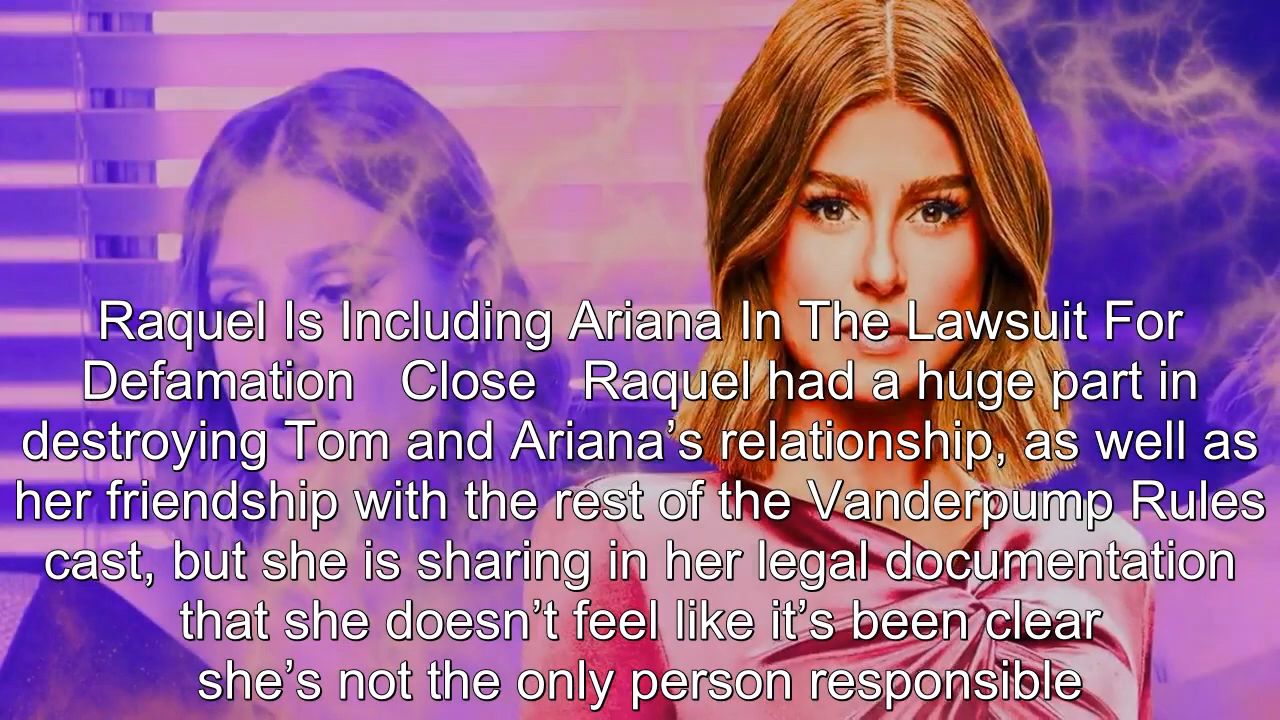 Raquel Is Including Ariana In The Lawsuit For
Defamation   Close   Raquel had a huge part in
destroying Tom and Ariana’s relationship, as well as
her friendship with the rest of the Vanderpump Rules
cast, but she is sharing in her legal documentation
that she doesn’t feel like it’s been clear
she’s not the only person responsible